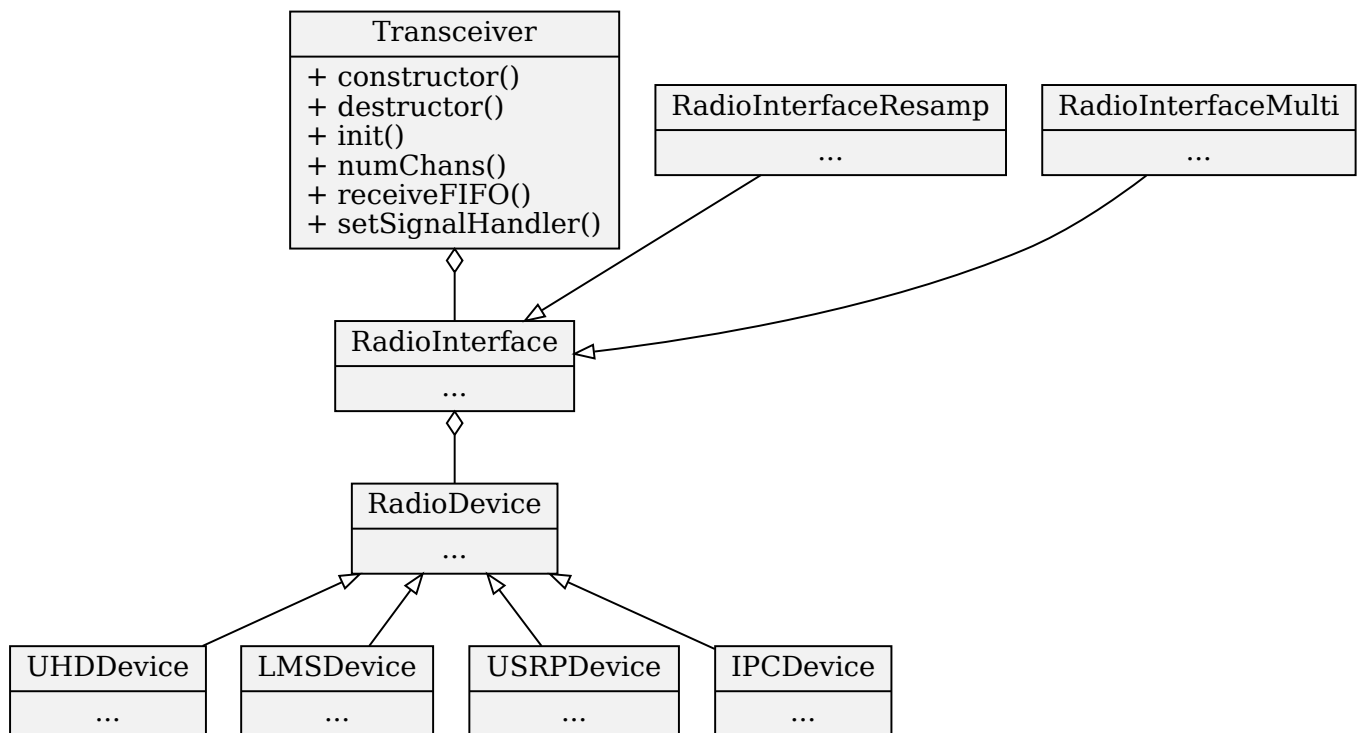 Transceiver
+ constructor()
+ destructor()
+ init()
+ numChans()
+ receiveFIFO()
+ setSignalHandler()
RadioInterfaceResamp
...
RadioInterfaceMulti
...
RadioInterface
...
RadioDevice
...
UHDDevice
...
LMSDevice
...
USRPDevice
...
IPCDevice
...